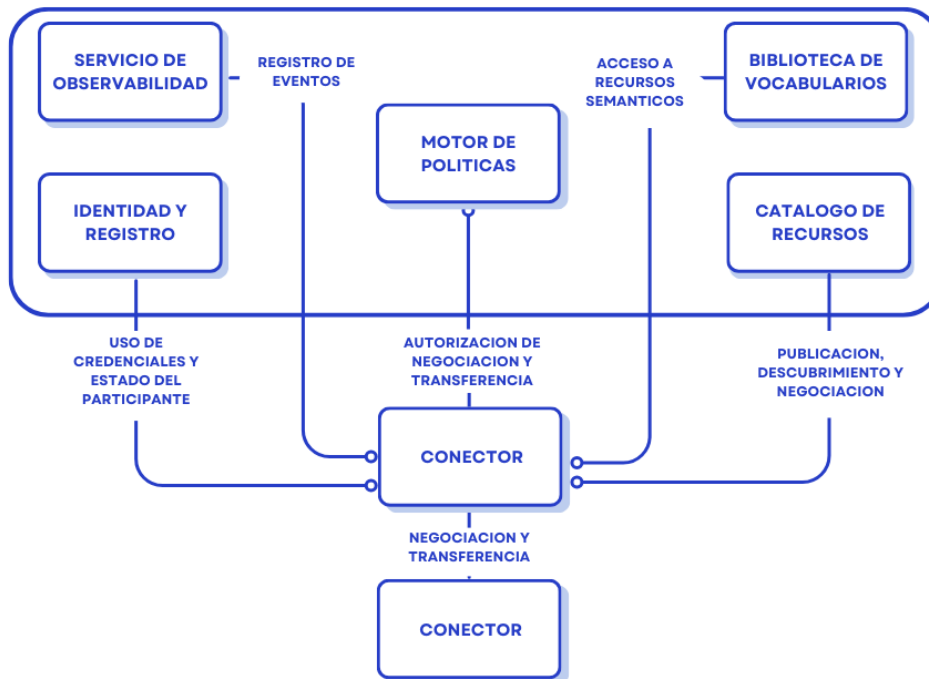 SERVICIO DE
OBSERVABILIDAD
REGISTRO DE
EVENTOS
ACCESO A
RECURSOS
SEMANTICOS
BIBLIOTECA DE
VOCABULARIOS
MOTOR DE
POLITICAS
IDENTIDAD Y
REGISTRO
CATALOGO DE
RECURSOS
USO DE
CREDENCIALES Y
ESTADO DEL
PARTICIPANTE
AUTORIZACION DE
NEGOCIACION Y
TRANSFERENCIA
PUBLICACION,
DESCUBRIMIENTO Y
NEGOCIACION
CONECTOR
NEGOCIACION Y
TRANSFERENCIA
CONECTOR